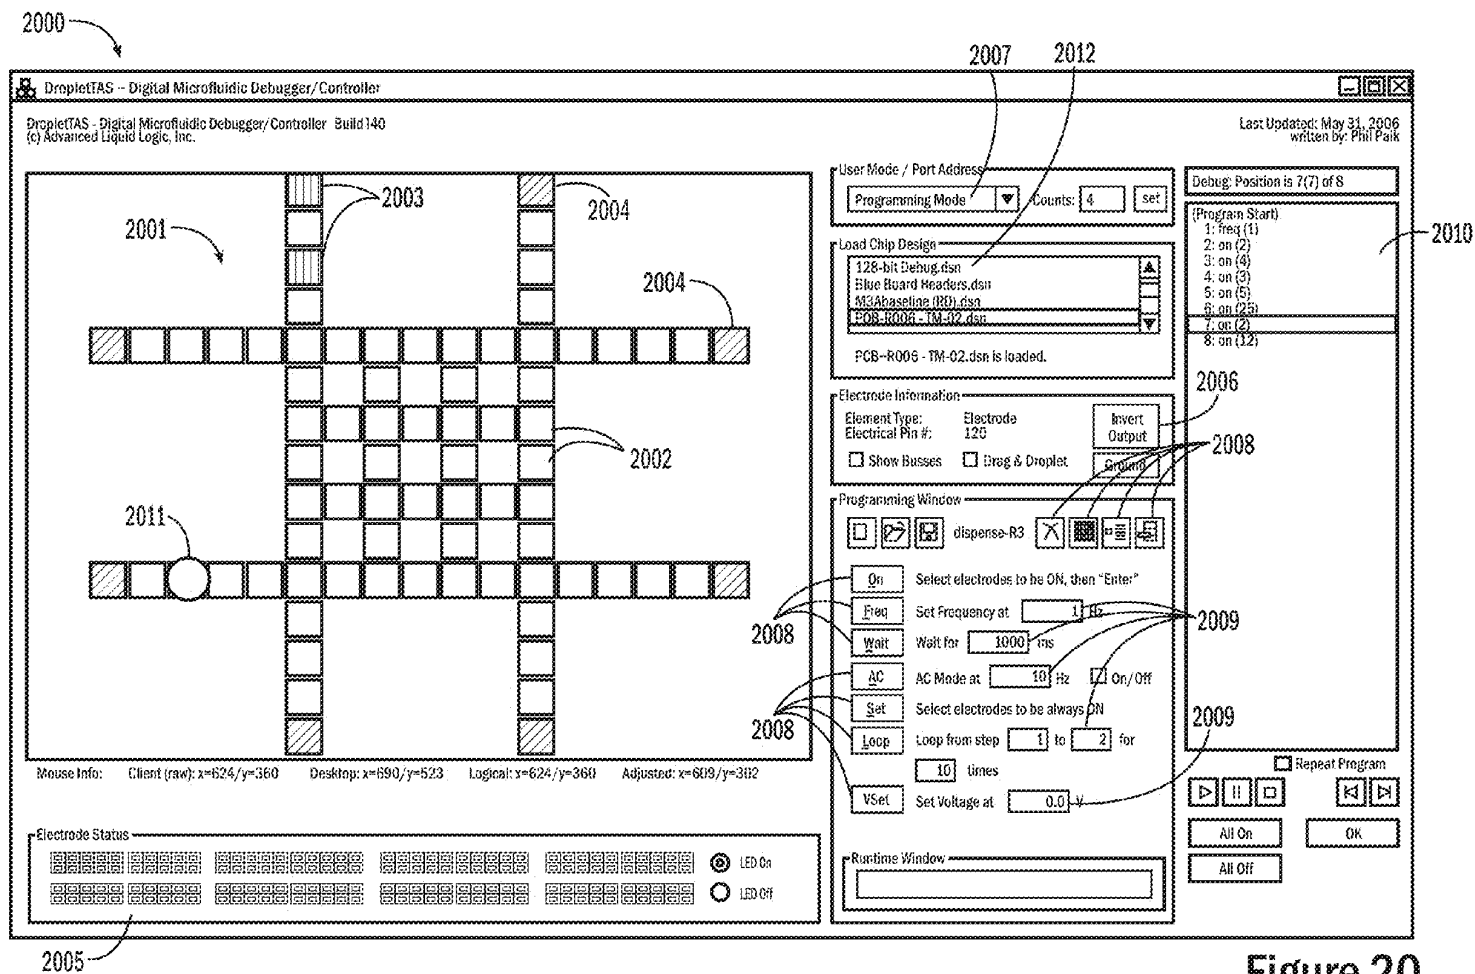 2000
2007
2012
DropletTAS -- Digital Microfluidic Debugger/Controller
DropletTAS - Digital Microfluidic Debugger/Controller Build 140
(c) Advanced Liquid Logic, Inc.
Last Updated: May 31, 2006
written by: Phil Paik
2001
2003
2004
2004
2002
2011
Mouse Info: Client (raw): x=624/y=360 Desktop: x=690/y=523 Logical: x=624/y=360 Adjusted: x=609/y=302
Electrode Status
LED On
LED Off
2005
User Mode / Port Address
Programming Mode Counts: 4 set
Load Chip Design
128-bit Debug.dsn
Blue Board Headers.dsn
M3Abaseline (RD).dsn
PCB-R006 - TM-02.dsn
PCB--R006 - TM-02.dsn is loaded.
Electrode Information
Element Type: Electrode
Electrical Pin #: 120
Invert
Output
Show Busses Drag & Droplet
Ground
2006
2008
Programming Window
dispense-R3
On Select electrodes to be ON, then "Enter"
Freq Set Frequency at 1 Hz
Wait Wait for 1000 ms
AC AC Mode at 10 Hz On/Off
Set Select electrodes to be always ON
Loop Loop from step 1 to 2 for
10 times
VSet Set Voltage at 0.0 V
2008
2008
2009
2009
Runtime Window
Debug: Position is 7(7) of 8
(Program Start)
1: freq (1)
2: on (2)
3: on (4)
4: on (3)
5: on (5)
6: on (25)
7: on (2)
8: on (12)
2010
Repeat Program
All On OK
All Off
Figure 20